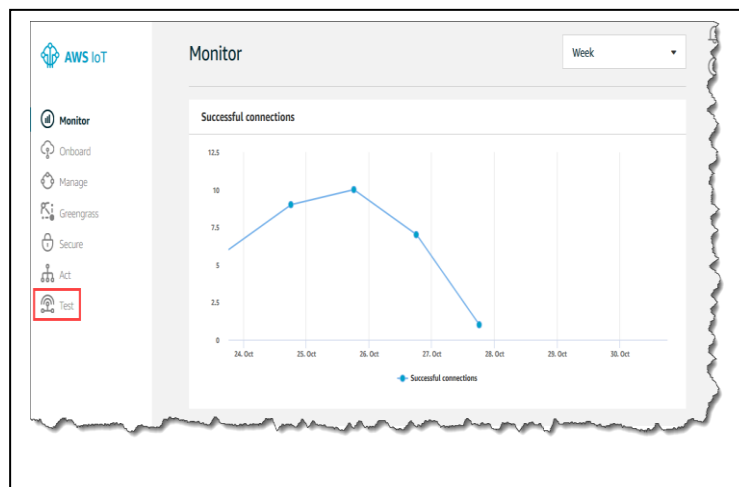 AWS IoT
Monitor
Week
Monitor
Onboard
Manage
Greengrass
Secure
Act
Test
Successful connections
12.5
10
7.5
5
2.5
0
24. Oct 25. Oct 26. Oct 27. Oct 28. Oct 29. Oct 30. Oct
Successful connections